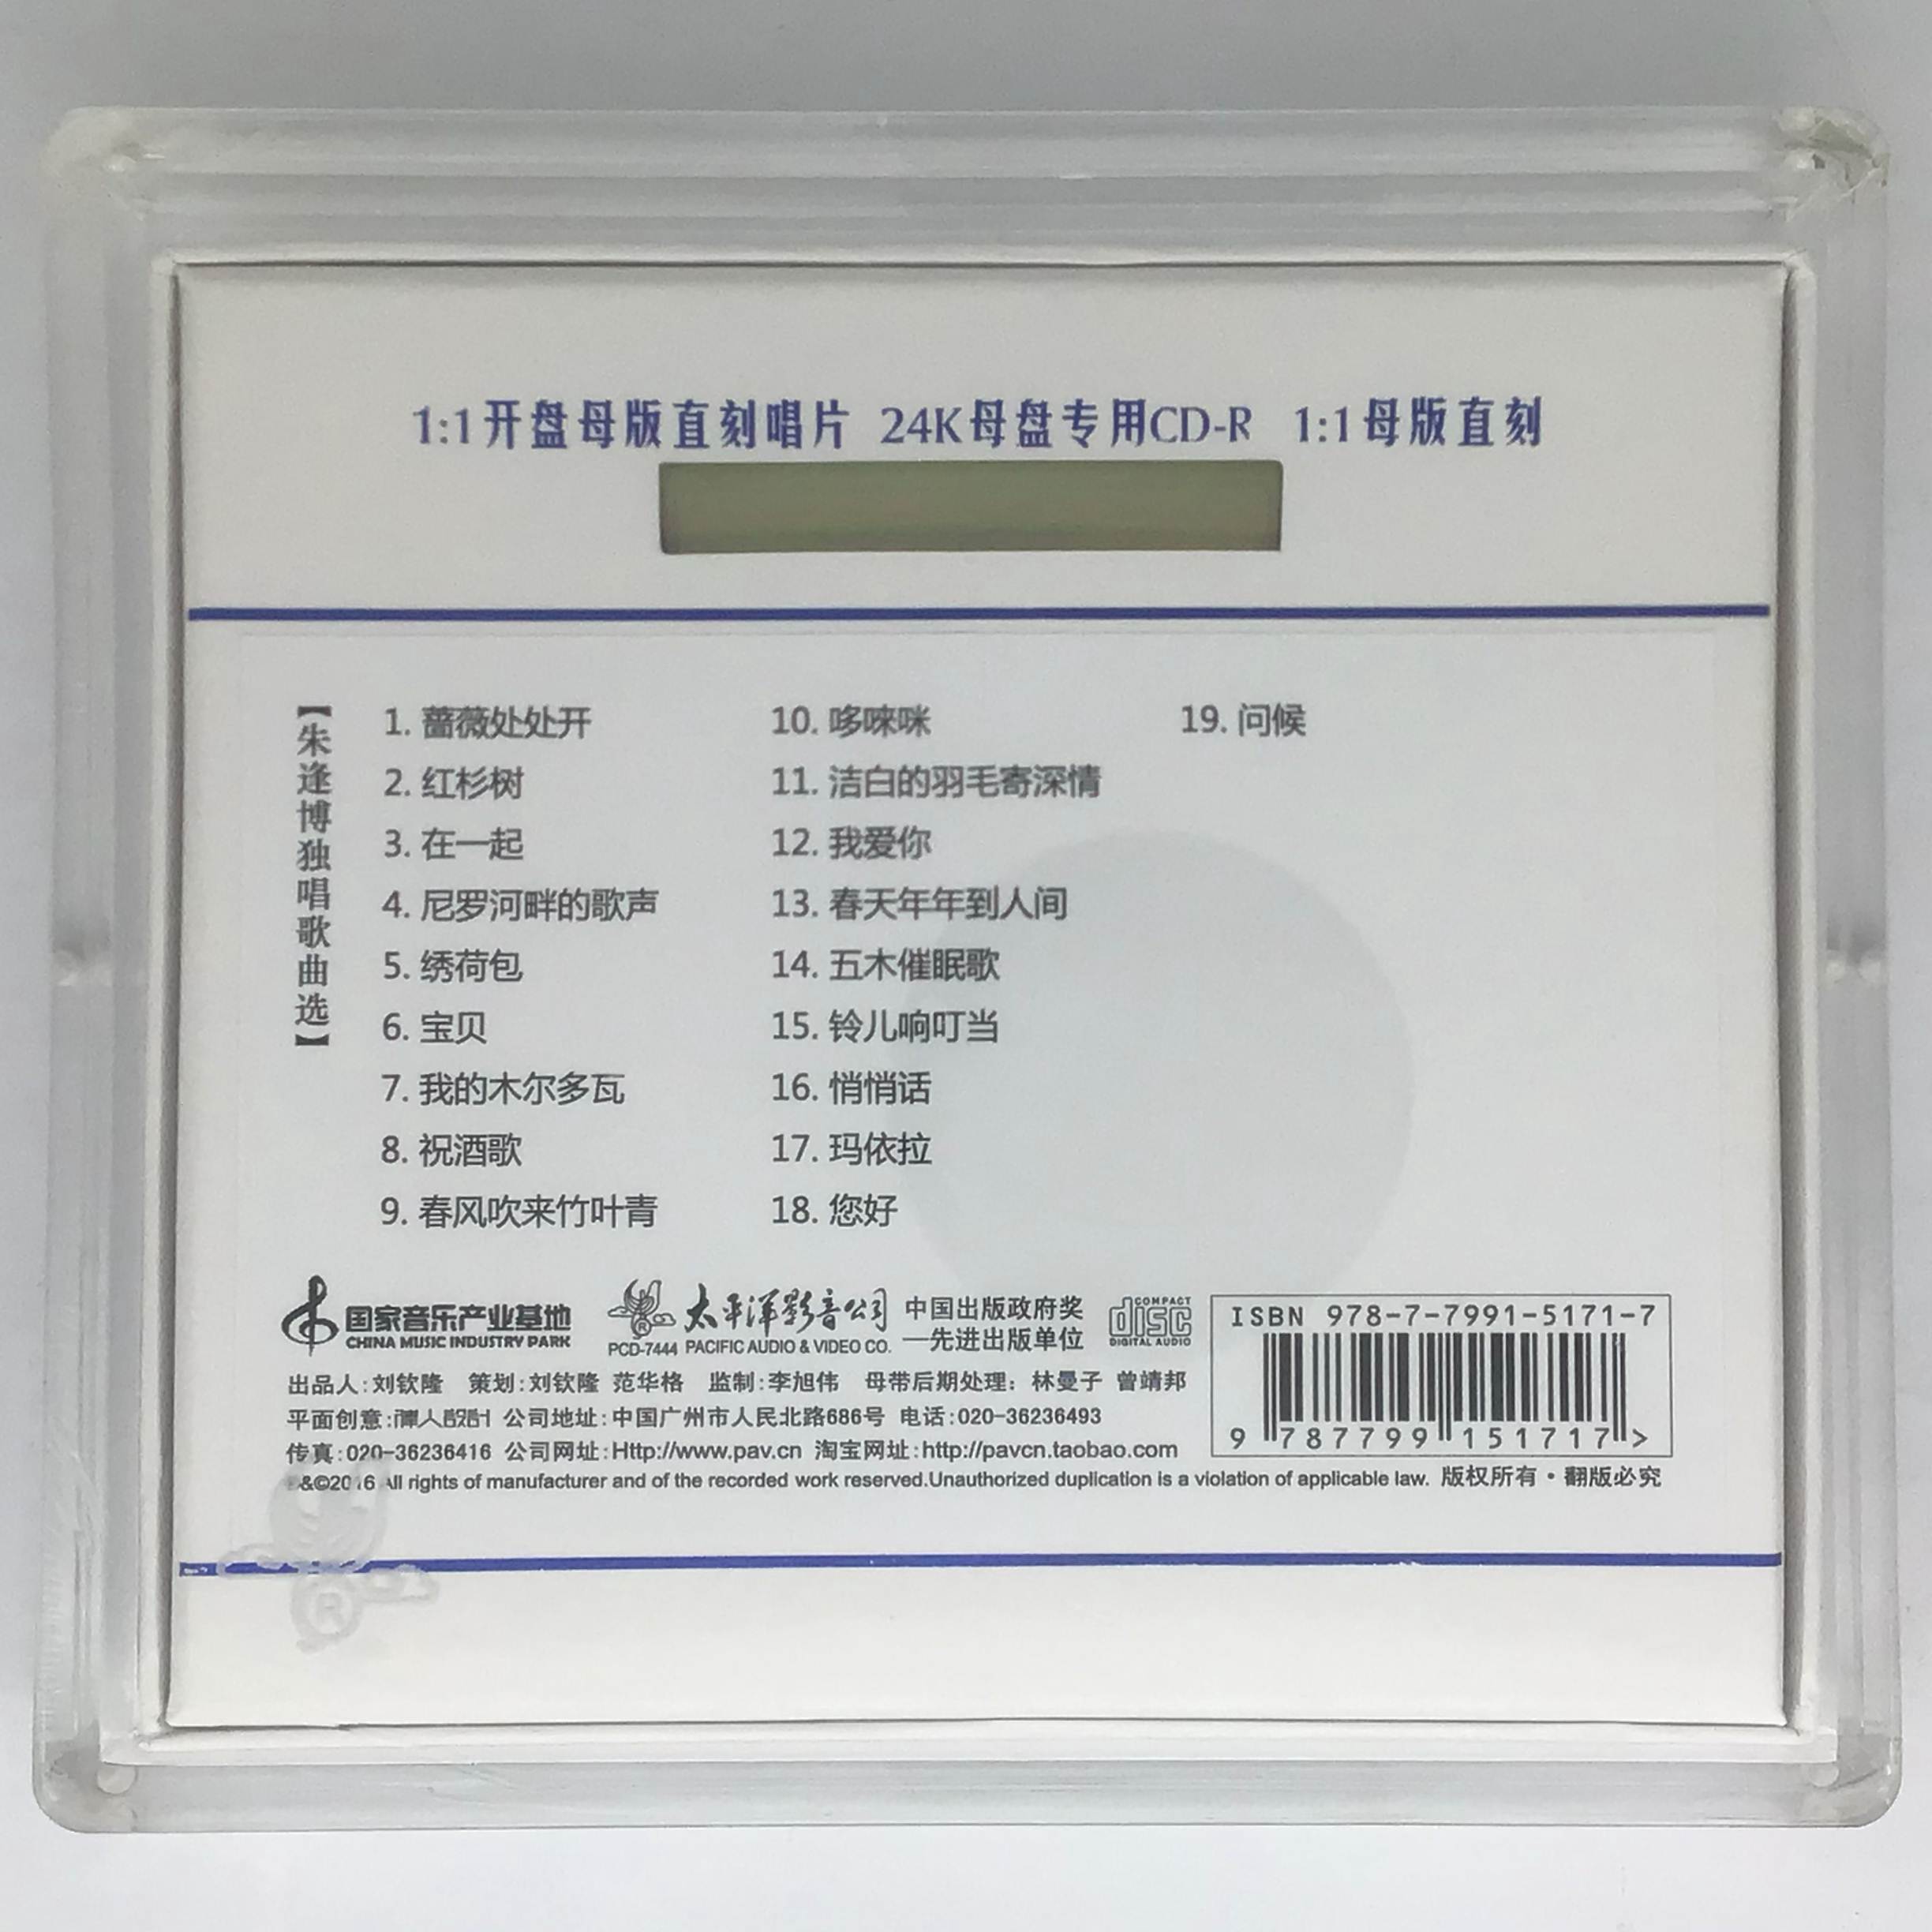 1:1开盘母版直刻唱片 24K母盘专用CD-R 1:1母版直刻
【朱逢博独唱歌曲选】
1. 蔷薇处处开
2. 红杉树
3. 在一起
4. 尼罗河畔的歌声
5. 绣荷包
6. 宝贝
7. 我的木尔多瓦
8. 祝酒歌
9. 春风吹来竹叶青
10. 哆唻咪
11. 洁白的羽毛寄深情
12. 我爱你
13. 春天年年到人间
14. 五木催眠歌
15. 铃儿响叮当
16. 悄悄话
17. 玛依拉
18. 您好
19. 问候
国家音乐产业基地
CHINA MUSIC INDUSTRY PARK
太平洋影音公司
PCD-7444 PACIFIC AUDIO & VIDEO CO.
中国出版政府奖
—先进出版单位
COMPACT
disc
DIGITAL AUDIO
ISBN 978-7-7991-5171-7
9 787799 151717 >
出品人:刘钦隆 策划:刘钦隆 范华格 监制:李旭伟 母带后期处理: 林曼子 曾靖邦
平面创意: 公司地址:中国广州市人民北路686号 电话:020-36236493
传真:020-36236416 公司网址:Http://www.pav.cn 淘宝网址:http://pavcn.taobao.com
&©2016 All rights of manufacturer and of the recorded work reserved.Unauthorized duplication is a violation of applicable law. 版权所有·翻版必究
R